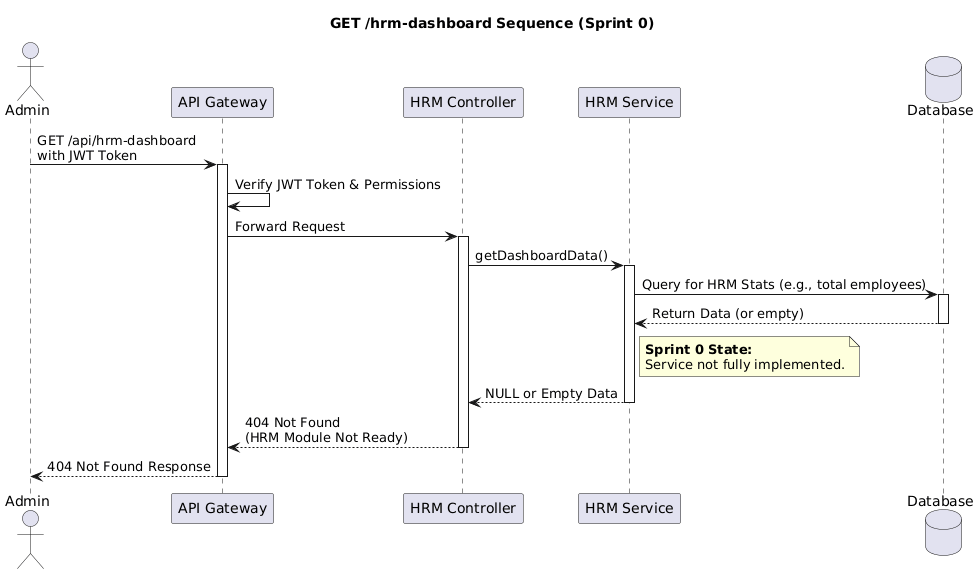 GET /hrm-dashboard Sequence (Sprint 0)
Admin
API Gateway
HRM Controller
HRM Service
Database
GET /api/hrm-dashboard
with JWT Token
Verify JWT Token & Permissions
Forward Request
getDashboardData()
Query for HRM Stats (e.g., total employees)
Return Data (or empty)
Sprint 0 State:
Service not fully implemented.
NULL or Empty Data
404 Not Found
(HRM Module Not Ready)
404 Not Found Response
Admin
API Gateway
HRM Controller
HRM Service
Database